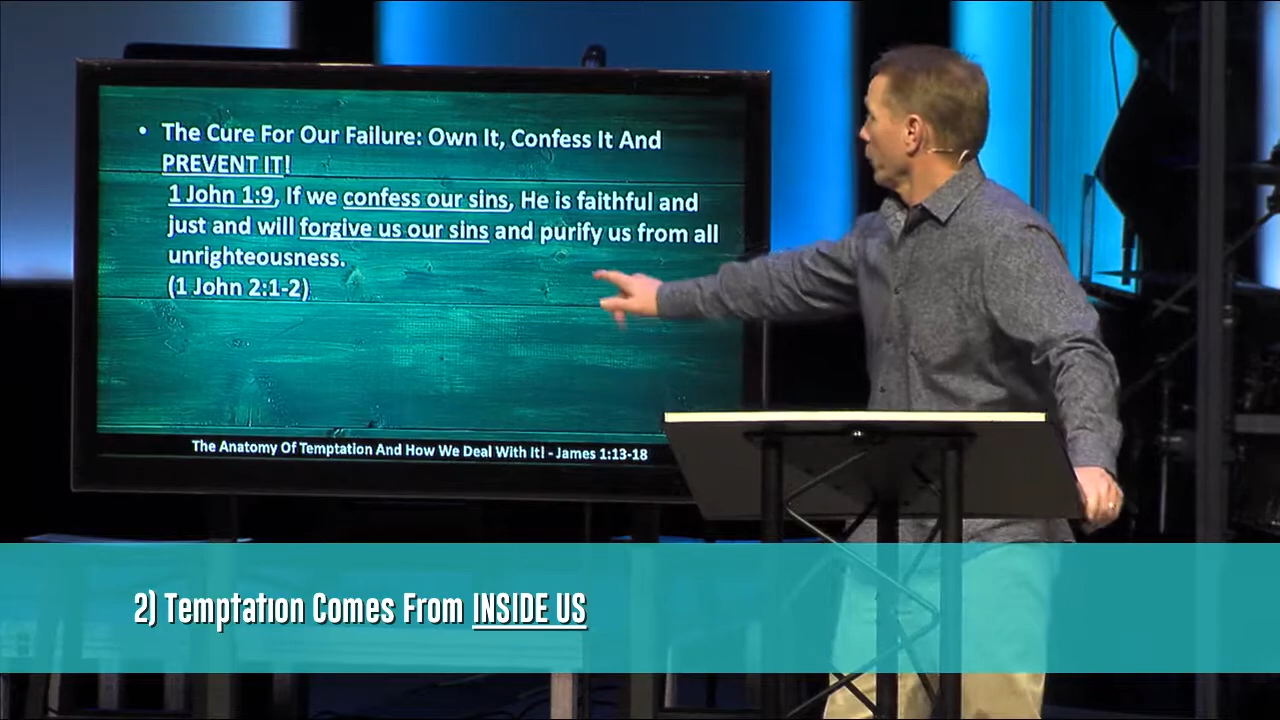 • The Cure For Our Failure: Own It, Confess It And
PREVENT IT!
1 John 1:9, If we confess our sins, He is faithful and
just and will forgive us our sins and purify us from all
unrighteousness.
(1 John 2:1-2)
The Anatomy Of Temptation And How We Deal With It! - James 1:13-18
2) Temptation Comes From INSIDE US